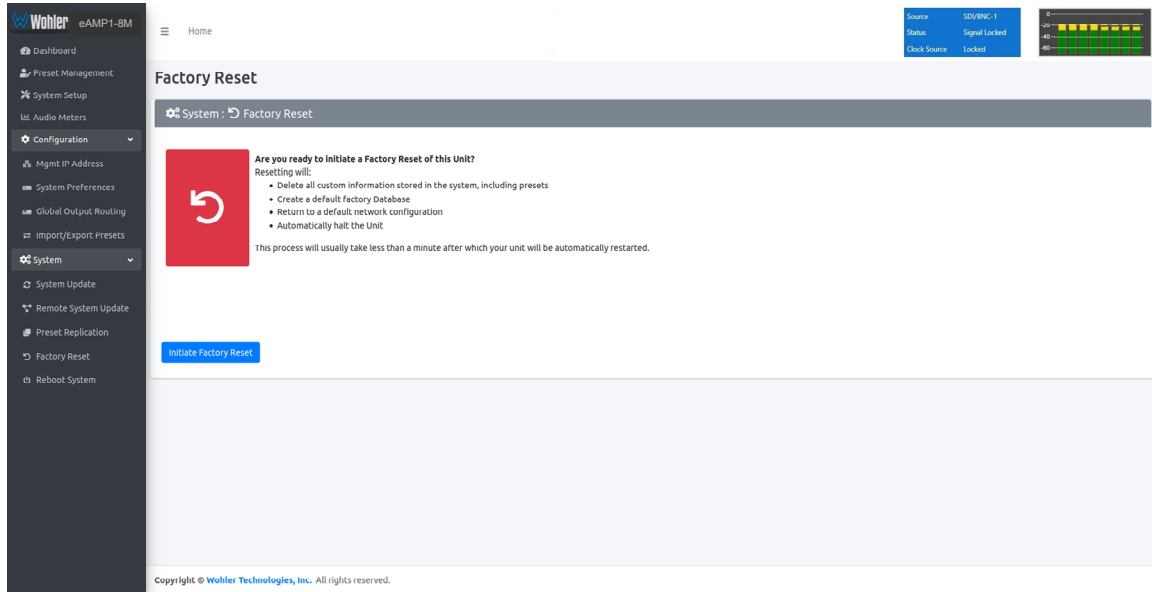 Wohler eAMP1-8M
Dashboard
Preset Management
System Setup
Audio Meters
Configuration
Mgmt IP Address
System Preferences
Global Output Routing
Import/Export Presets
System
System Update
Remote System Update
Preset Replication
Factory Reset
Reboot System
Home
Source SDI/BNC-1
Status Signal Locked
Clock Source Locked
0
-20
-40
-60
Factory Reset
System : Factory Reset
Are you ready to initiate a Factory Reset of this Unit?
Resetting will:
• Delete all custom information stored in the system, including presets
• Create a default factory Database
• Return to a default network configuration
• Automatically halt the Unit
This process will usually take less than a minute after which your unit will be automatically restarted.
Initiate Factory Reset
Copyright © Wohler Technologies, Inc. All rights reserved.